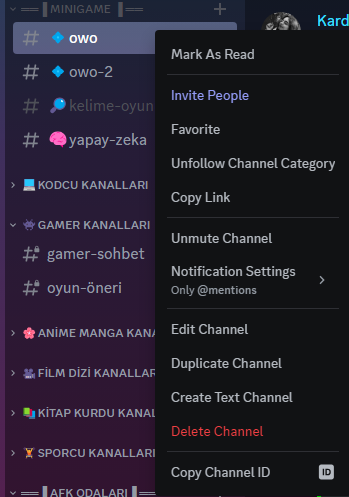 ══▐ MINIGAME ▐══
owo
owo-2
kelime-oyun
yapay-zeka
KODCU KANALLARI
GAMER KANALLARI
gamer-sohbet
oyun-öneri
ANİME MANGA KANA
FİLM DİZİ KANALLAR
KİTAP KURDU KANAL
SPORCU KANALLARI
══▐ AFK ODALARI ▐══
Kard
Mark As Read
Invite People
Favorite
Unfollow Channel Category
Copy Link
Unmute Channel
Notification Settings
Only @mentions
Edit Channel
Duplicate Channel
Create Text Channel
Delete Channel
Copy Channel ID
ID